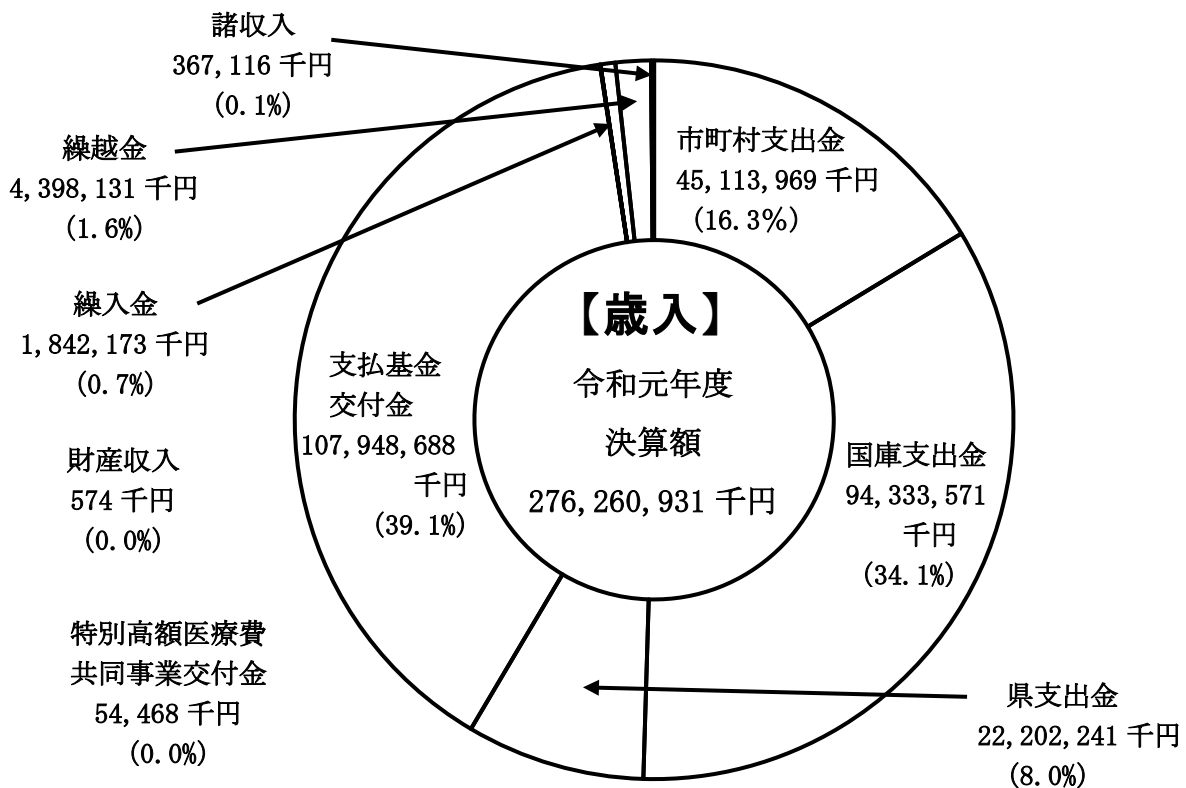 諸収入
367,116 千円
(0.1%)
繰越金
4,398,131 千円
(1.6%)
繰入金
1,842,173 千円
(0.7%)
財産収入
574 千円
(0.0%)
特別高額医療費
共同事業交付金
54,468 千円
(0.0%)
支払基金
交付金
107,948,688
千円
(39.1%)
【歳入】
令和元年度
決算額
276,260,931 千円
市町村支出金
45,113,969 千円
(16.3%)
国庫支出金
94,333,571
千円
(34.1%)
県支出金
22,202,241 千円
(8.0%)